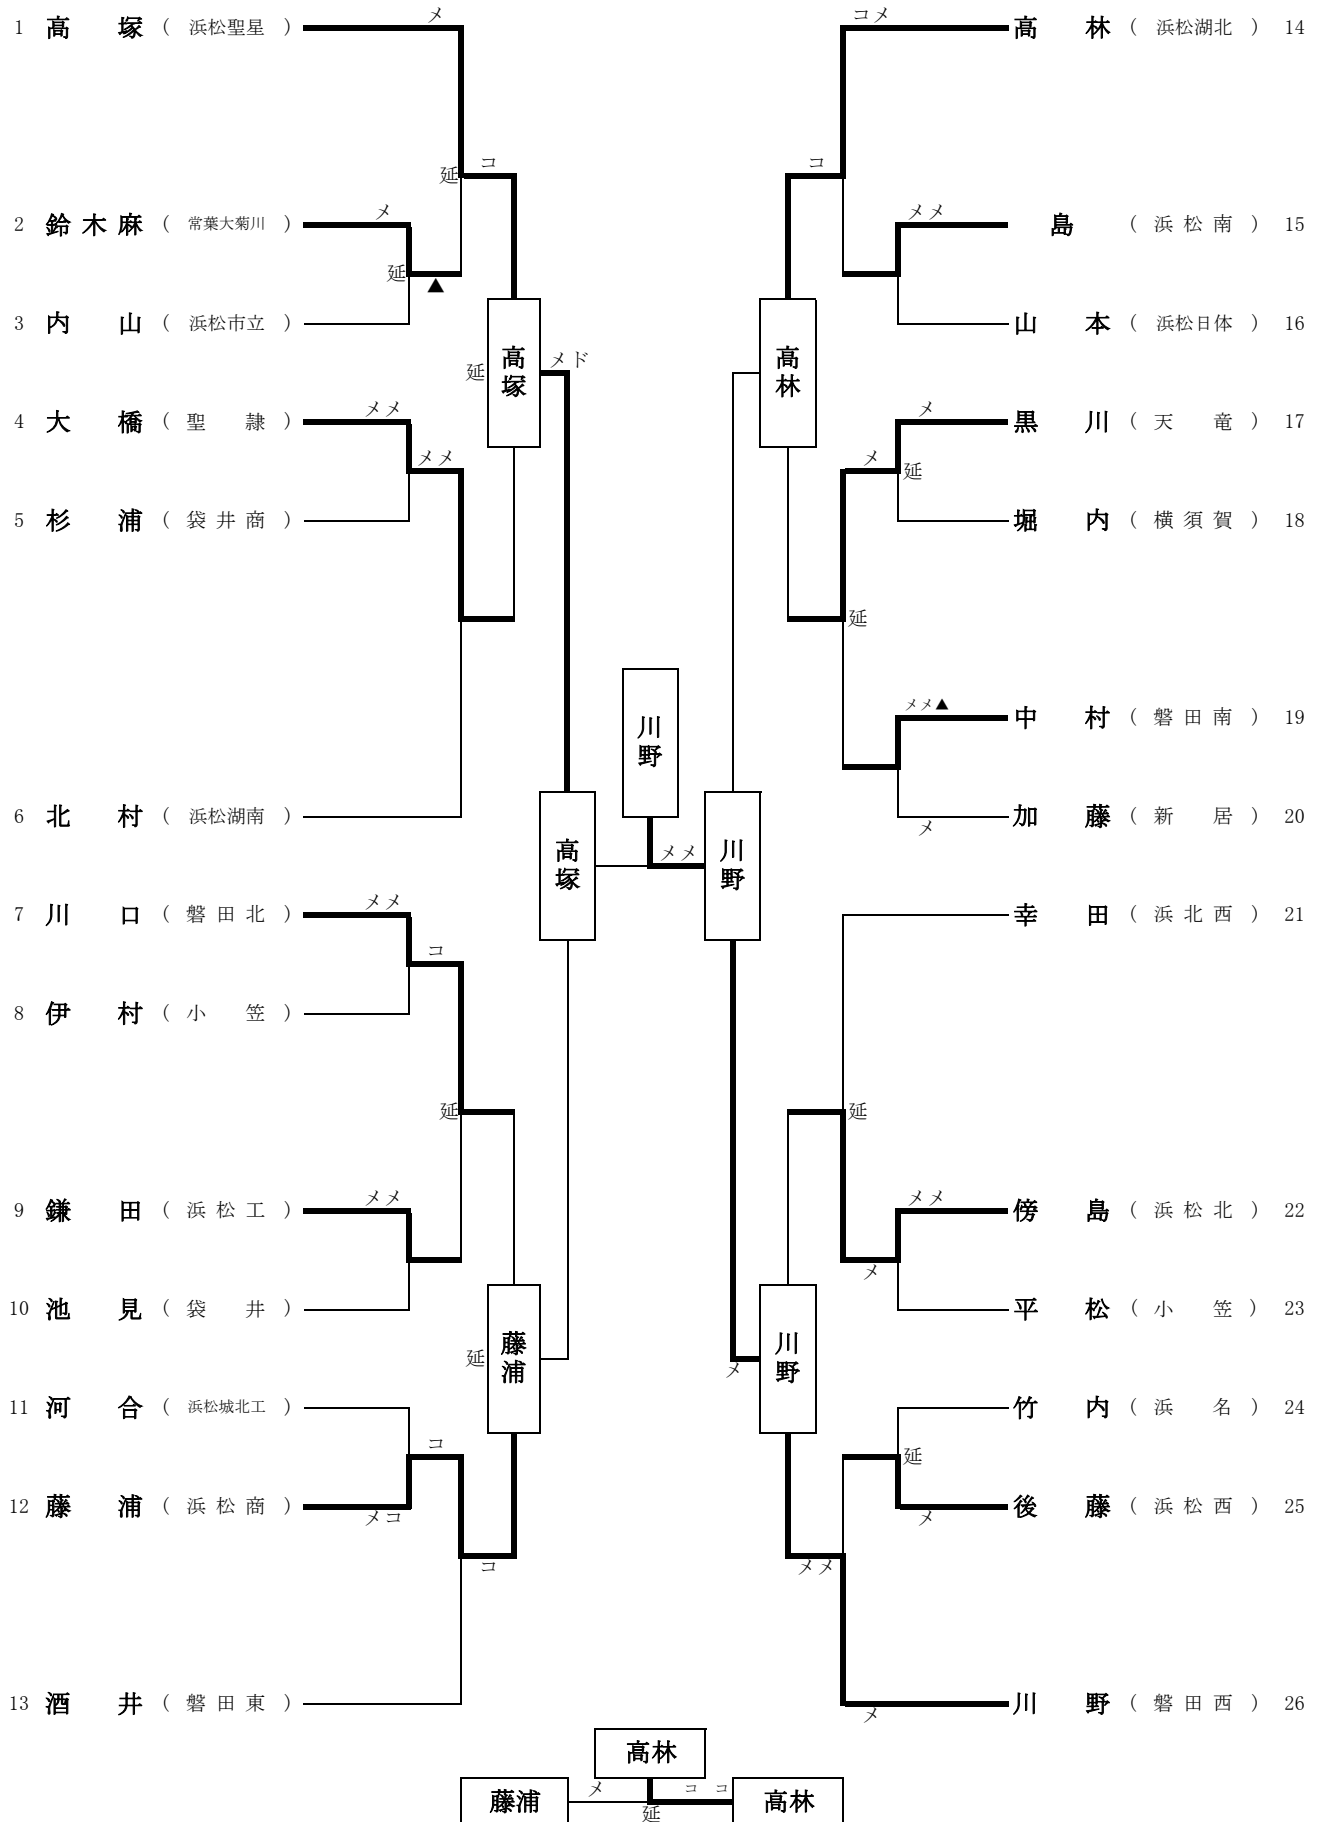 1 高塚 ( 浜松聖星 )
メ
延
コ
2 鈴木麻 ( 常葉大菊川 )
メ
延
▲
3 内山 ( 浜松市立 )
延
高塚
メド
4 大橋 ( 聖隷 )
メメ
メメ
5 杉浦 ( 袋井商 )
6 北村 ( 浜松湖南 )
高塚
7 川口 ( 磐田北 )
メメ
コ
8 伊村 ( 小笠 )
延
9 鎌田 ( 浜松工 )
メメ
10 池見 ( 袋井 )
延
藤浦
11 河合 ( 浜松城北工 )
コ
12 藤浦 ( 浜松商 )
メコ
コ
13 酒井 ( 磐田東 )
川野
メメ
川野
コメ
高林 ( 浜松湖北 ) 14
コ
メメ
島 ( 浜松南 ) 15
山本 ( 浜松日体 ) 16
高林
メ
黒川 ( 天竜 ) 17
メ
延
堀内 ( 横須賀 ) 18
延
メメ▲
中村 ( 磐田南 ) 19
加藤 ( 新居 ) 20
メ
幸田 ( 浜北西 ) 21
延
メメ
傍島 ( 浜松北 ) 22
メ
平松 ( 小笠 ) 23
川野
メ
竹内 ( 浜名 ) 24
延
後藤 ( 浜松西 ) 25
メ
メメ
川野 ( 磐田西 ) 26
メ
高林
藤浦 メ 延 コ コ 高林